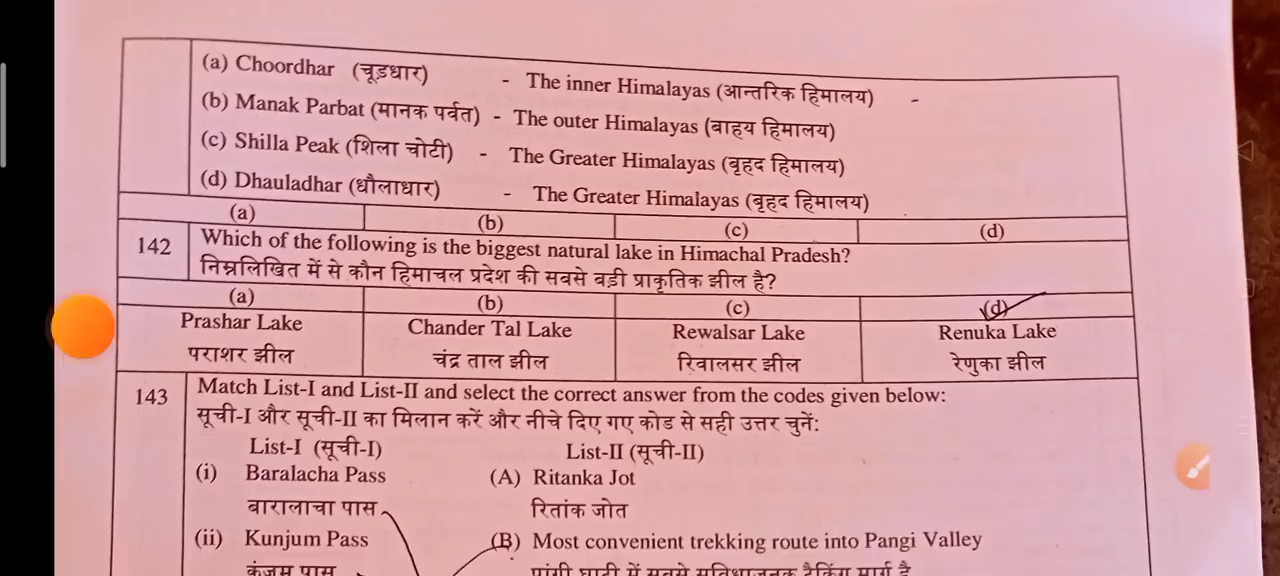 (a) Choordhar (चूड़धार) - The inner Himalayas (आन्तरिक हिमालय) -
(b) Manak Parbat (मानक पर्वत) - The outer Himalayas (वाहय हिमालय)
(c) Shilla Peak (शिला चोटी) - The Greater Himalayas (बृहद हिमालय)
(d) Dhauladhar (धौलाधार) - The Greater Himalayas (बृहद हिमालय)
(a) (b) (c) (d)
142 Which of the following is the biggest natural lake in Himachal Pradesh?
निम्नलिखित में से कौन हिमाचल प्रदेश की सबसे बड़ी प्राकृतिक झील है?
(a) (b) (c) (d)
Prashar Lake Chander Tal Lake Rewalsar Lake Renuka Lake
पराशर झील चंद्र ताल झील रिवालसर झील रेणुका झील
143 Match List-I and List-II and select the correct answer from the codes given below:
सूची-I और सूची-II का मिलान करें और नीचे दिए गए कोड से सही उत्तर चुनें:
List-I (सूची-I) List-II (सूची-II)
(i) Baralacha Pass (A) Ritanka Jot
बारालाचा पास रितांक जोत
(ii) Kunjum Pass (B) Most convenient trekking route into Pangi Valley
कंजम पास पांगी घाटी में सबसे सुविधाजनक ट्रैकिंग मार्ग है